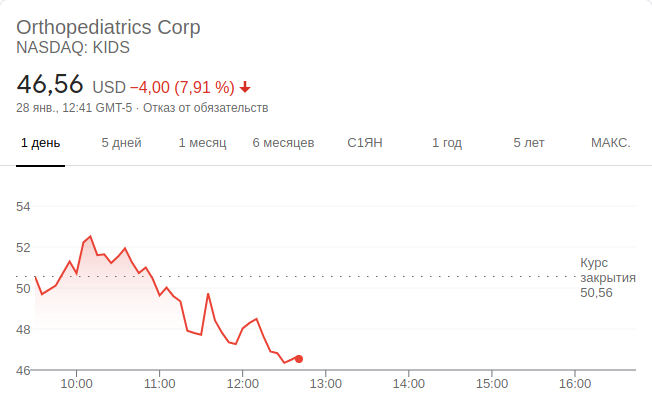 Orthopediatrics Corp
NASDAQ: KIDS
46,56 USD −4,00 (7,91 %)
28 янв., 12:41 GMT-5 · Отказ от обязательств
1 день 5 дней 1 месяц 6 месяцев С1ЯН 1 год 5 лет МАКС.
54
52
Курс
закрытия
50,56
50
48
46
10:00 11:00 12:00 13:00 14:00 15:00 16:00